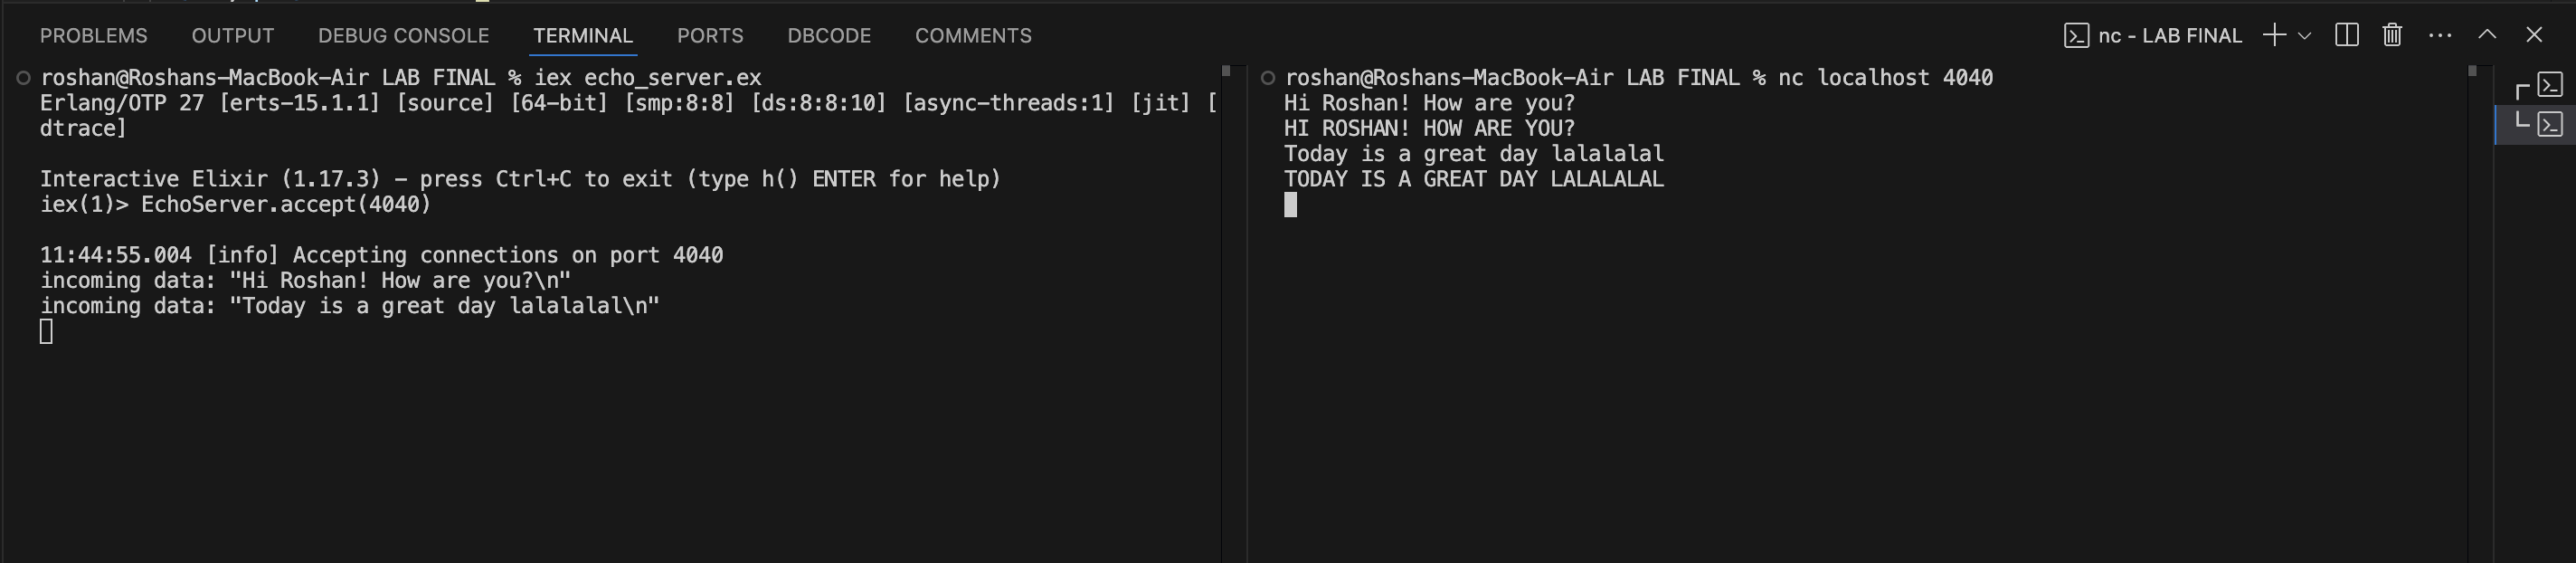 PROBLEMS OUTPUT DEBUG CONSOLE TERMINAL PORTS DBCODE COMMENTS
nc - LAB FINAL
roshan@Roshans-MacBook-Air LAB FINAL % iex echo_server.ex
Erlang/OTP 27 [erts-15.1.1] [source] [64-bit] [smp:8:8] [ds:8:8:10] [async-threads:1] [jit] [
dtrace]
Interactive Elixir (1.17.3) - press Ctrl+C to exit (type h() ENTER for help)
iex(1)> EchoServer.accept(4040)
11:44:55.004 [info] Accepting connections on port 4040
incoming data: "Hi Roshan! How are you?\n"
incoming data: "Today is a great day lalalalal\n"
roshan@Roshans-MacBook-Air LAB FINAL % nc localhost 4040
Hi Roshan! How are you?
HI ROSHAN! HOW ARE YOU?
Today is a great day lalalalal
TODAY IS A GREAT DAY LALALALAL